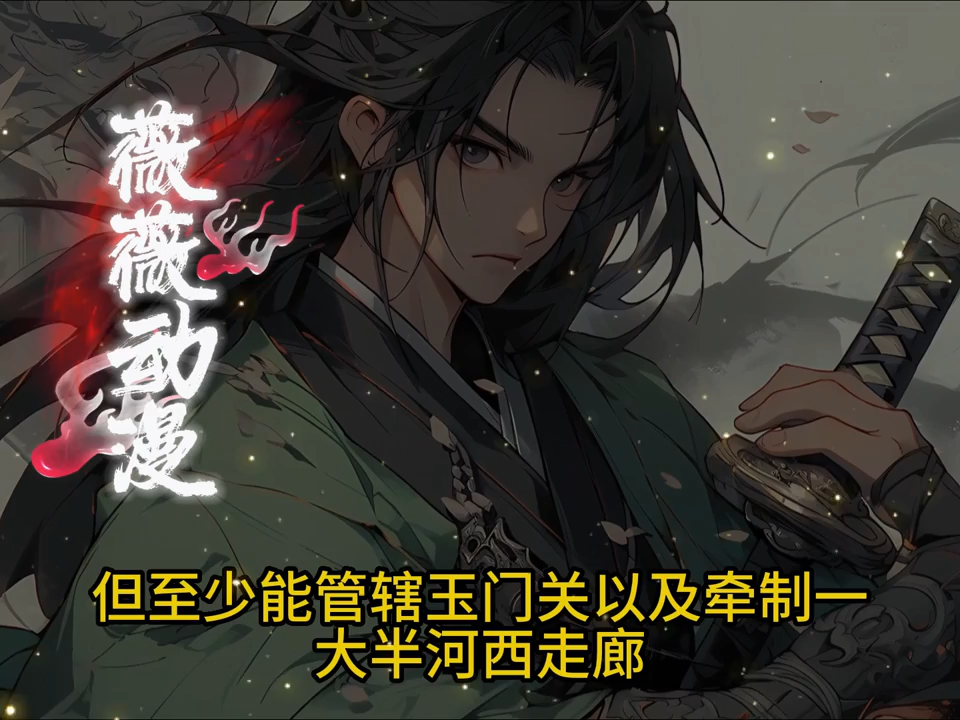 薇薇动漫
但至少能管辖玉门关以及牵制一
大半河西走廊